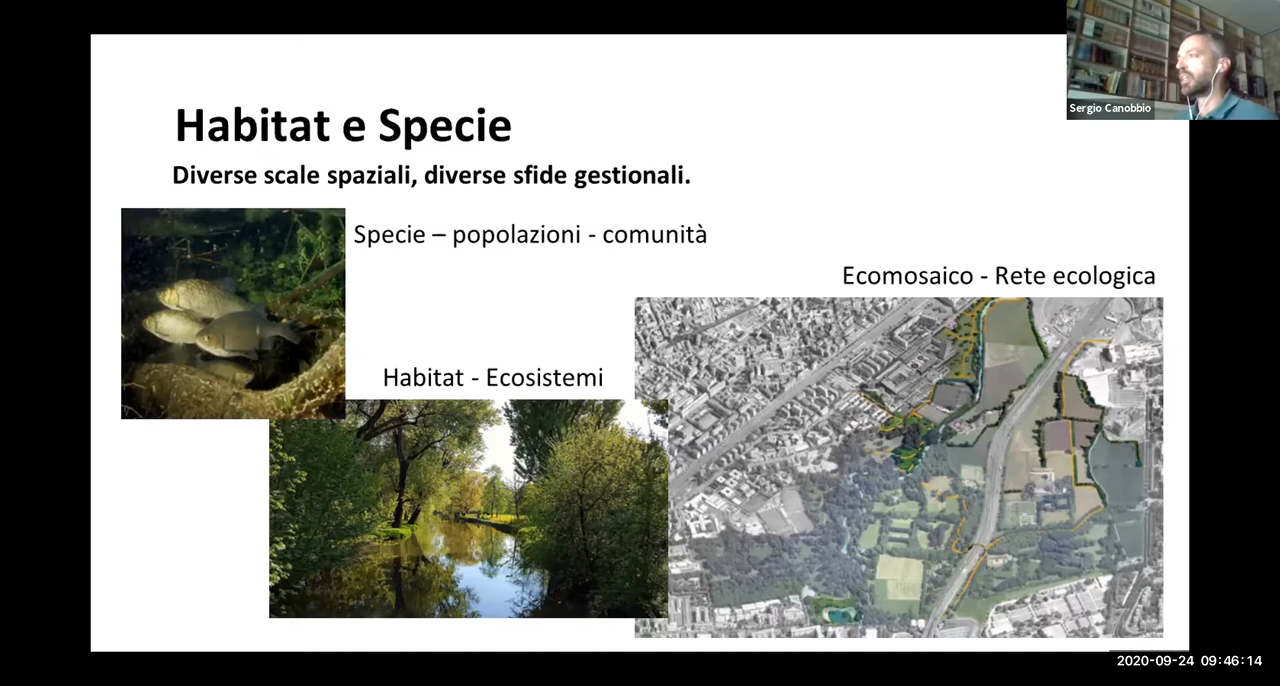 Sergio Canobbio
Habitat e Specie
Diverse scale spaziali, diverse sfide gestionali.
Specie – popolazioni - comunità
Ecomosaico - Rete ecologica
Habitat - Ecosistemi
2020-09-24 09:46:14